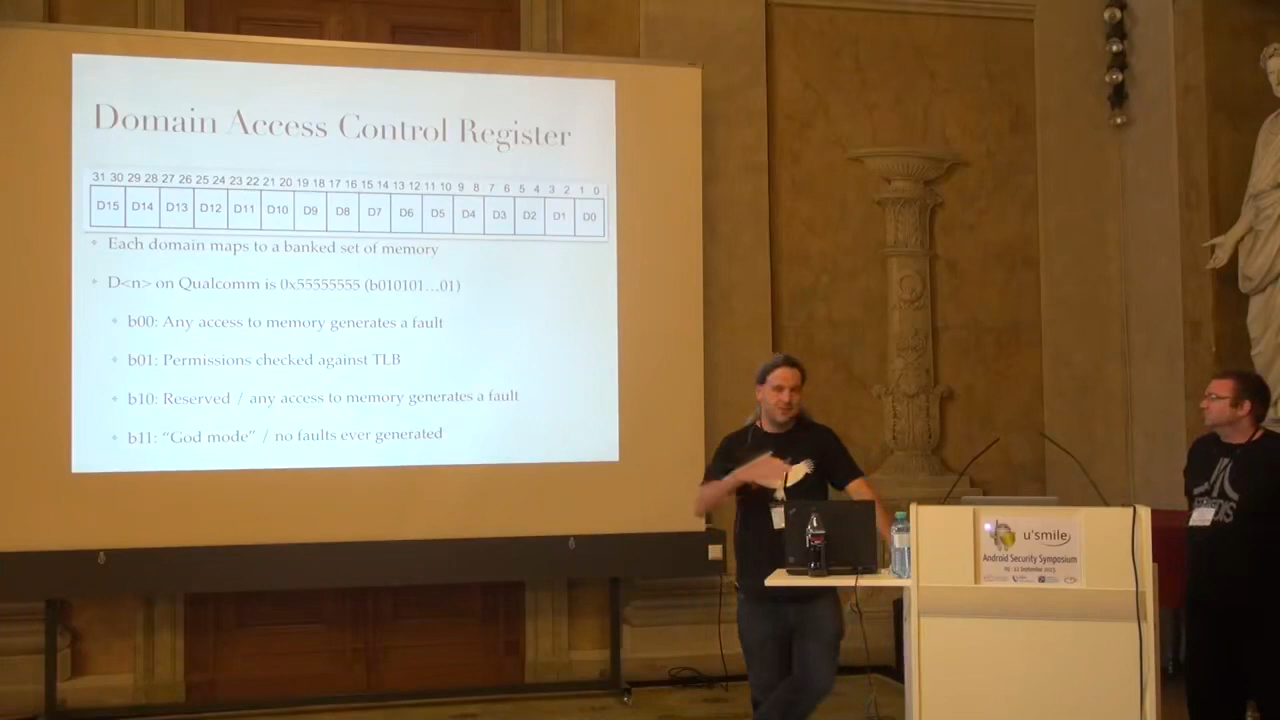 Domain Access Control Register
31 30 29 28 27 26 25 24 23 22 21 20 19 18 17 16 15 14 13 12 11 10 9 8 7 6 5 4 3 2 1 0
D15 D14 D13 D12 D11 D10 D9 D8 D7 D6 D5 D4 D3 D2 D1 D0
Each domain maps to a banked set of memory
D<n> on Qualcomm is 0x55555555 (b010101...01)
b00: Any access to memory generates a fault
b01: Permissions checked against TLB
b10: Reserved / any access to memory generates a fault
b11: "God mode" / no faults ever generated
u'smile
Android Security Symposium